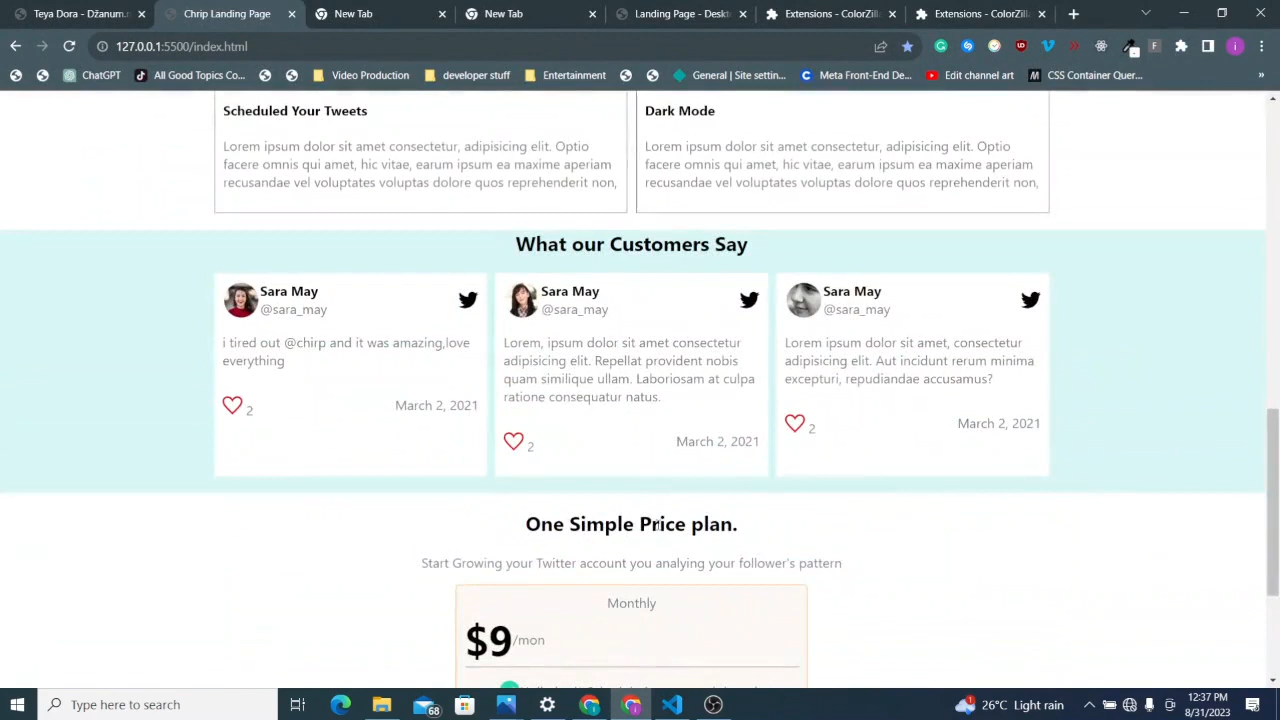 Teya Dora - Džanum.m
Chrip Landing Page
New Tab
New Tab
Landing Page - Deskt
Extensions - ColorZill
Extensions - ColorZill
127.0.0.1:5500/index.html
ChatGPT
All Good Topics Co...
Video Production
developer stuff
Entertainment
General | Site settin...
Meta Front-End De...
Edit channel art
CSS Container Quer...
»
Scheduled Your Tweets
Lorem ipsum dolor sit amet consectetur, adipisicing elit. Optio
facere omnis qui amet, hic vitae, earum ipsum ea maxime aperiam
recusandae vel voluptates voluptas dolore quos reprehenderit non,
Dark Mode
Lorem ipsum dolor sit amet consectetur, adipisicing elit. Optio
facere omnis qui amet, hic vitae, earum ipsum ea maxime aperiam
recusandae vel voluptates voluptas dolore quos reprehenderit non,
What our Customers Say
Sara May
@sara_may
i tired out @chirp and it was amazing,love
everything
2
March 2, 2021
Sara May
@sara_may
Lorem, ipsum dolor sit amet consectetur
adipisicing elit. Repellat provident nobis
quam similique ullam. Laboriosam at culpa
ratione consequatur natus.
2
March 2, 2021
Sara May
@sara_may
Lorem ipsum dolor sit amet, consectetur
adipisicing elit. Aut incidunt rerum minima
excepturi, repudiandae accusamus?
2
March 2, 2021
One Simple Price plan.
Start Growing your Twitter account you analying your follower's pattern
Monthly
$9/mon
Type here to search
68
1
26°C Light rain
12:37 PM
8/31/2023